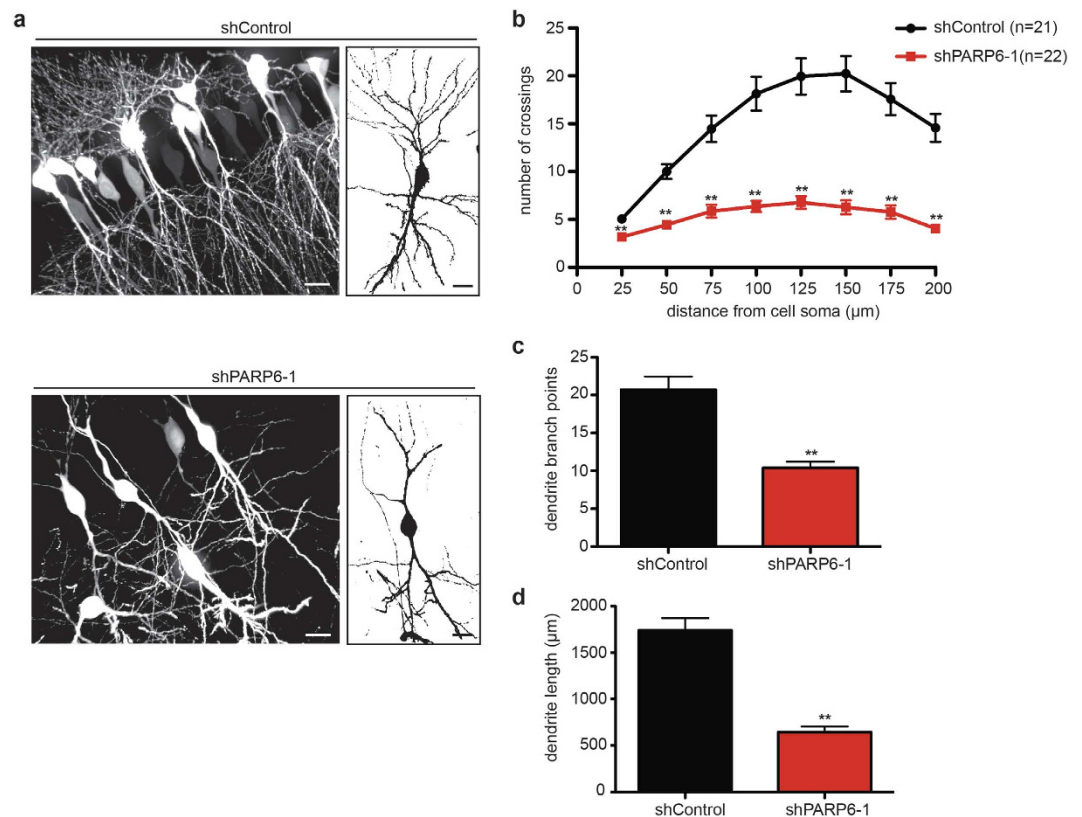 a
shControl
shPARP6-1
b
shControl (n=21)
shPARP6-1(n=22)
number of crossings
25
20
15
10
5
0
** ** ** ** ** ** ** **
0 25 50 75 100 125 150 175 200
distance from cell soma (µm)
c
dendrite branch points
25
20
15
10
5
0
**
shControl shPARP6-1
d
dendrite length (µm)
2000
1500
1000
500
0
**
shControl shPARP6-1